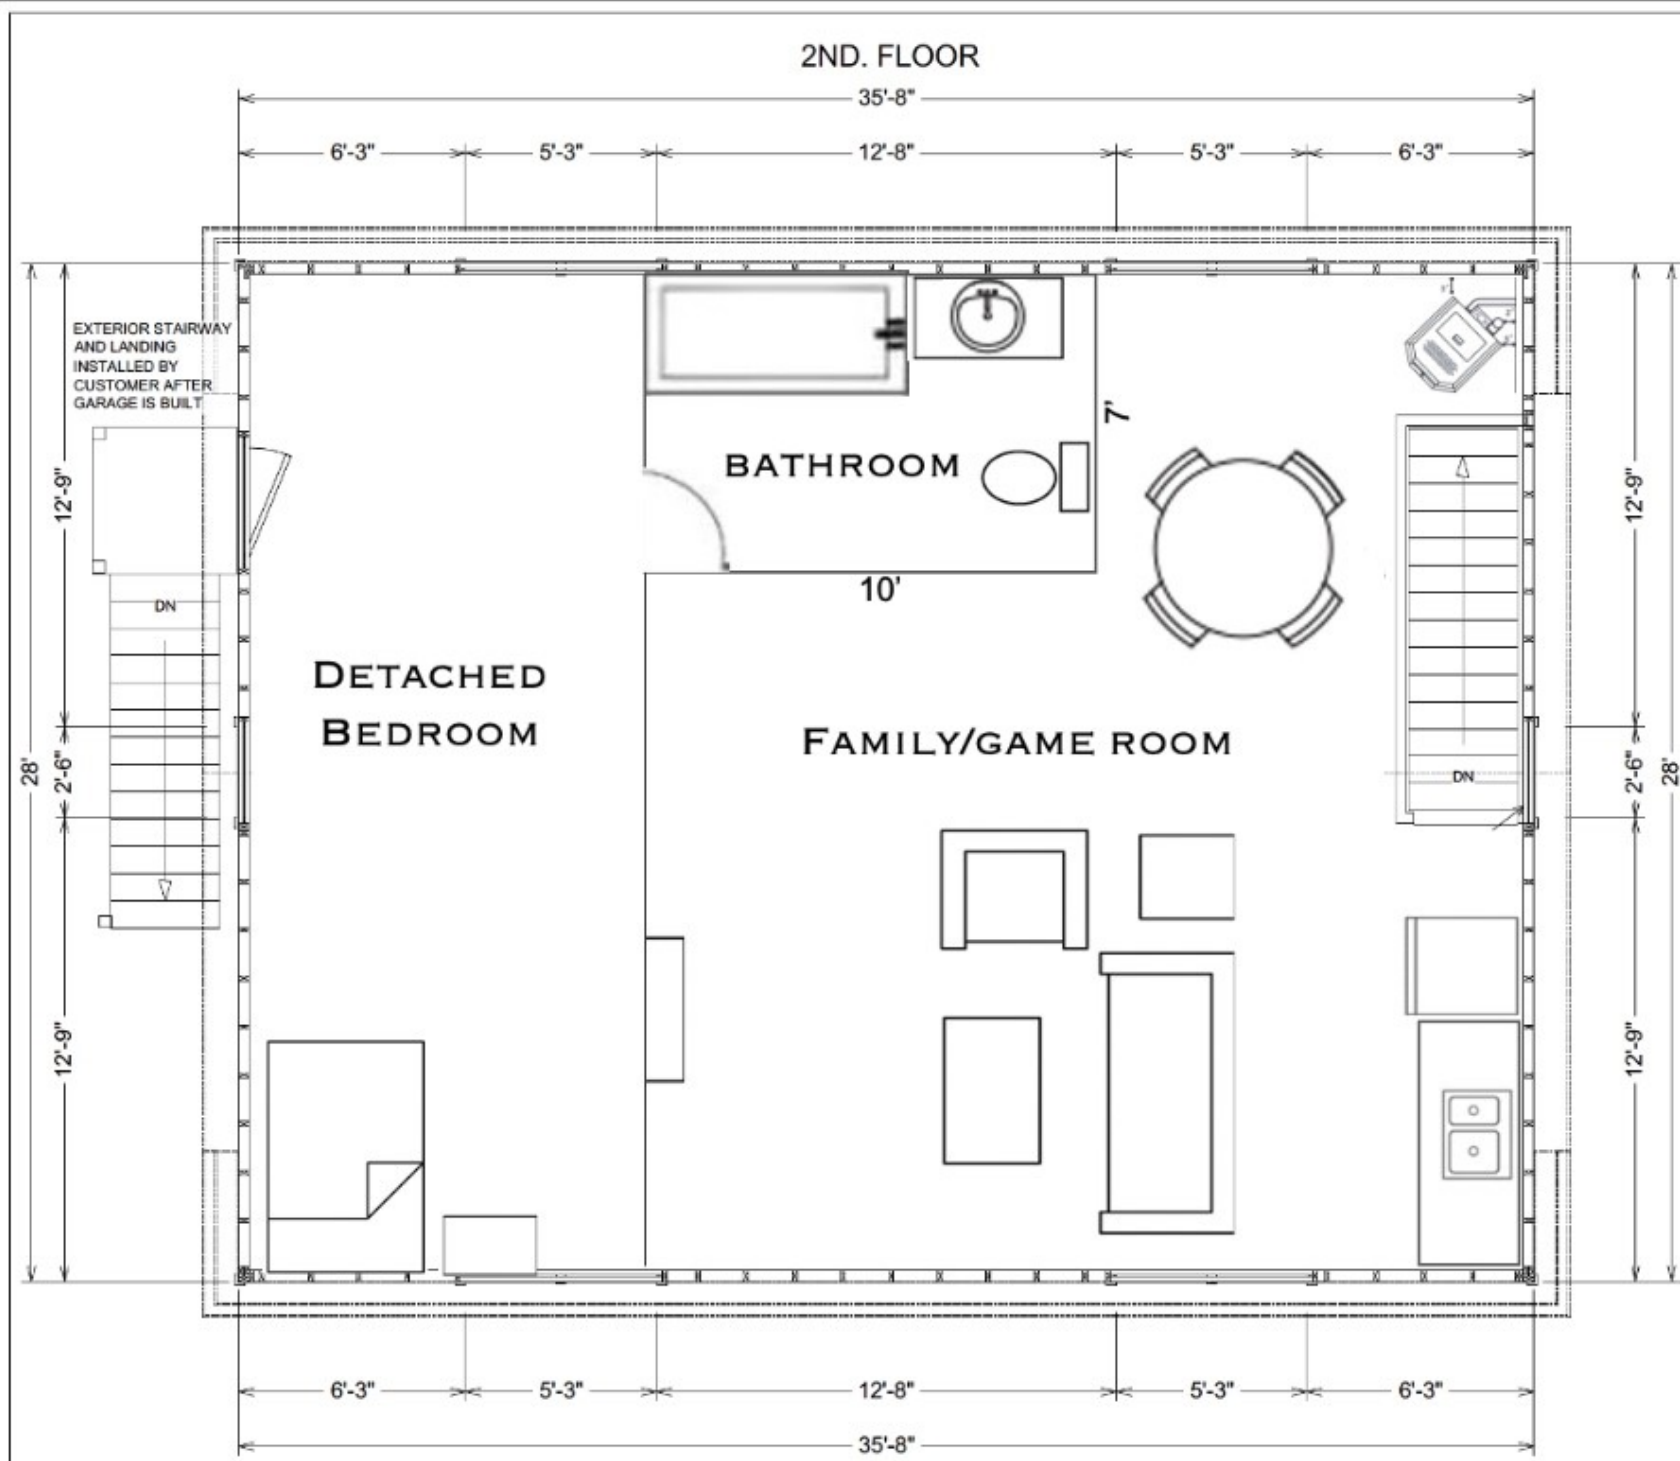 2ND. FLOOR
35'-8"
6'-3" 5'-3" 12'-8" 5'-3" 6'-3"
EXTERIOR STAIRWAY
AND LANDING
INSTALLED BY
CUSTOMER AFTER
GARAGE IS BUILT
7'
BATHROOM
12'-9" 12'-9"
10'
DN
DETACHED
BEDROOM
FAMILY/GAME ROOM
28' 2'-6" DN 2'-6" 28'
12'-9" 12'-9"
6'-3" 5'-3" 12'-8" 5'-3" 6'-3"
35'-8"